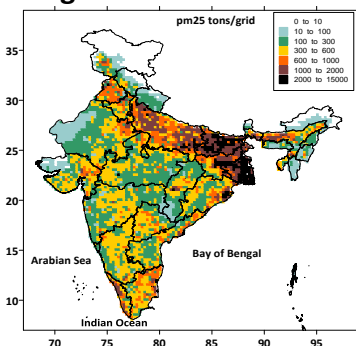 pm25 tons/grid
0 to 10
10 to 100
100 to 300
300 to 600
600 to 1000
1000 to 2000
2000 to 15000
35
30
25
20
15
10
Arabian Sea
Bay of Bengal
Indian Ocean
70 75 80 85 90 95